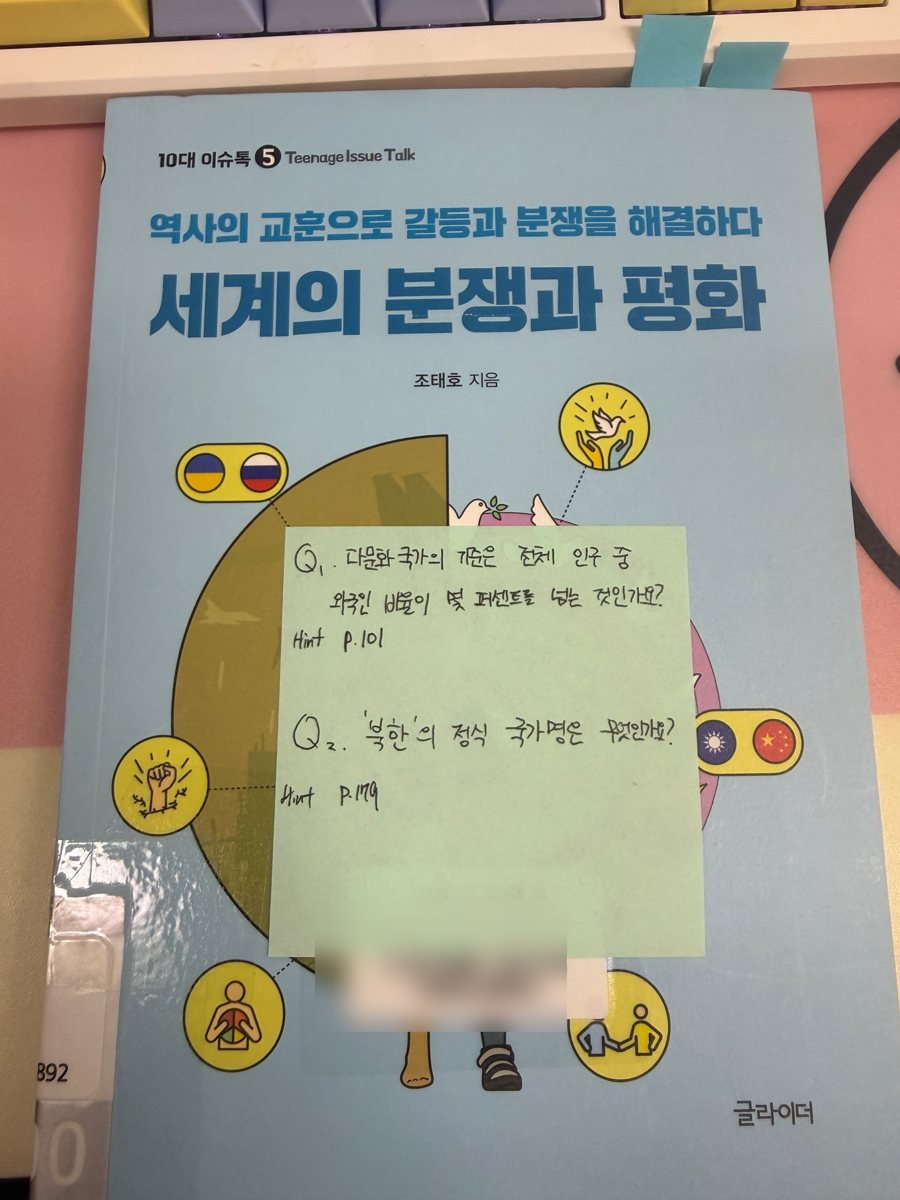 10대 이슈톡 5 Teenage Issue Talk
역사의 교훈으로 갈등과 분쟁을 해결하다
세계의 분쟁과 평화
조태호 지음
Q1. 다문화 국가의 기준은 전체 인구 중
외국인 비율이 몇 퍼센트를 넘는 것인가요?
Hint P.101
Q2. '북한'의 정식 국가명은 무엇인가요?
Hint P.179
892
0
글라이더